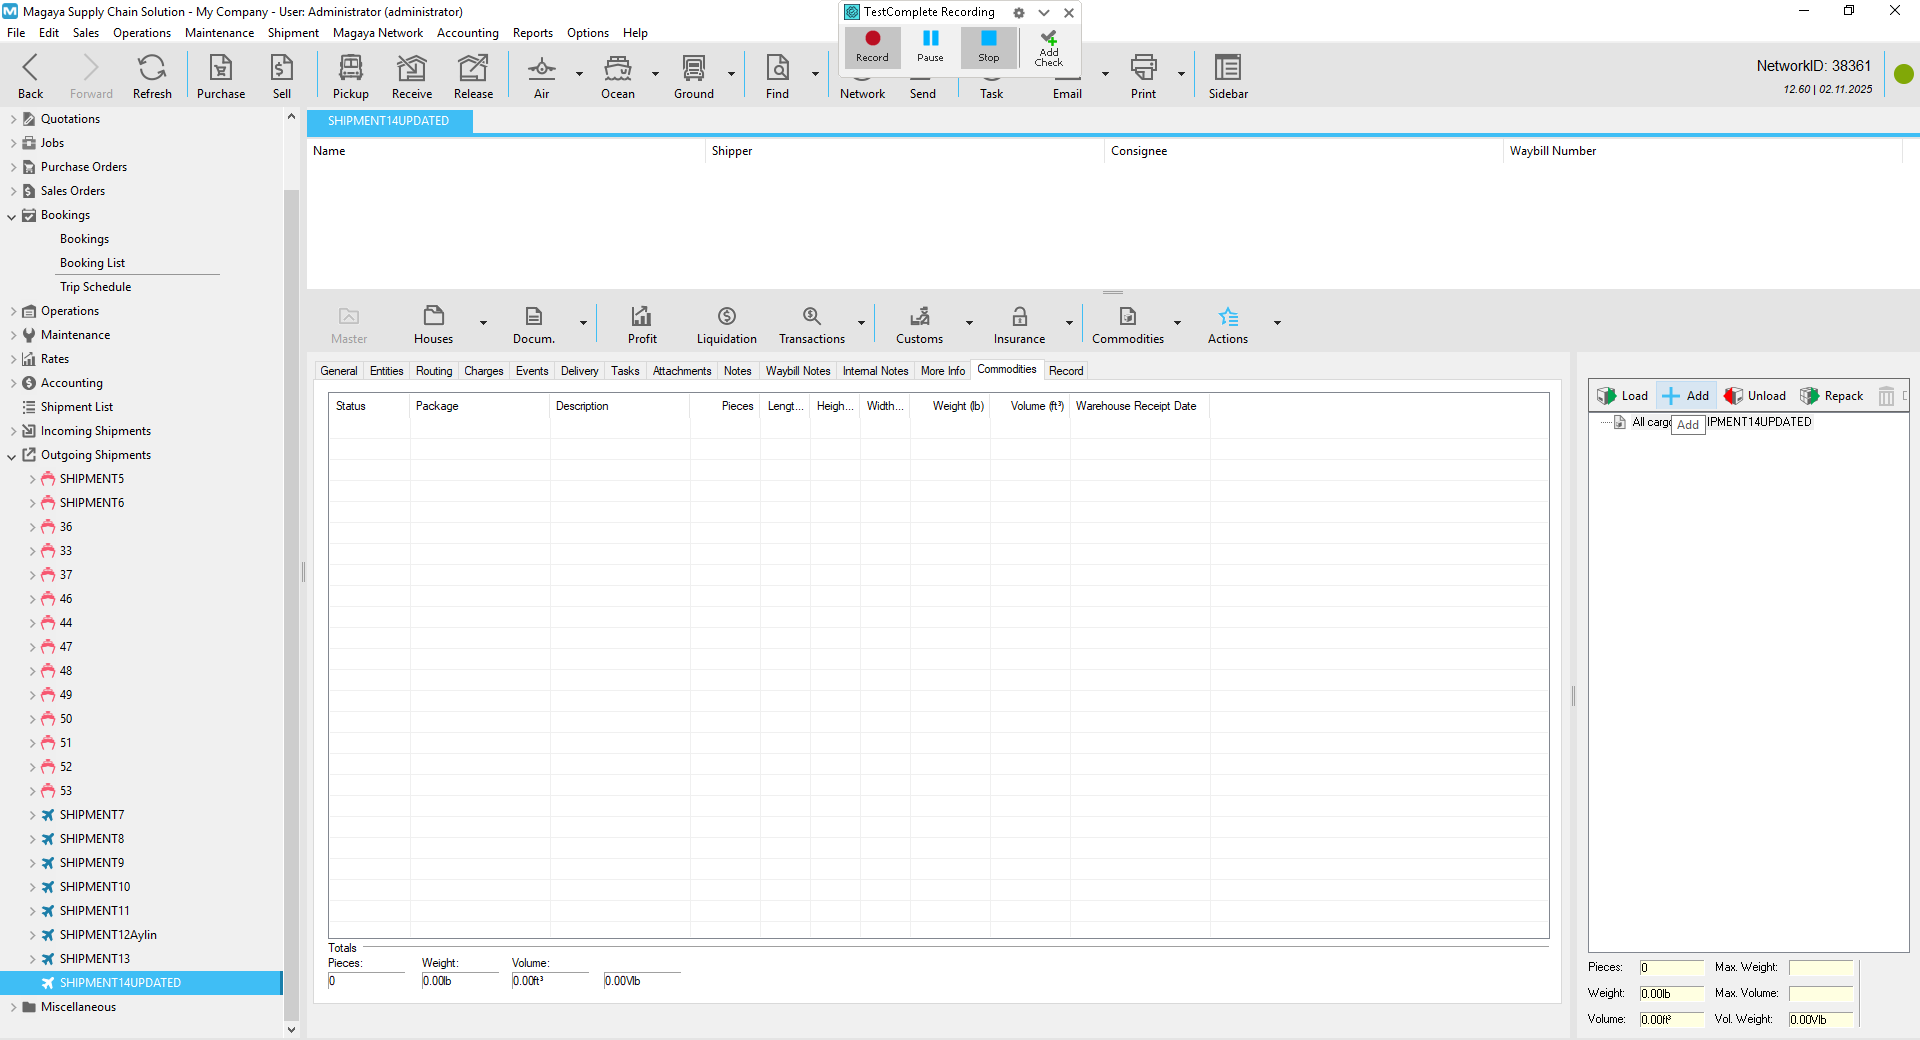 Magaya Supply Chain Solution - My Company - User: Administrator (administrator)
TestComplete Recording
File Edit Sales Operations Maintenance Shipment Magaya Network Accounting Reports Options Help
Record Pause Stop Add Check
Back Forward Refresh Purchase Sell Pickup Receive Release Air Ocean Ground Find Network Send Task Email Print Sidebar
NetworkID: 38361
12.60 | 02.11.2025
Quotations
Jobs
Purchase Orders
Sales Orders
Bookings
Bookings
Booking List
Trip Schedule
Operations
Maintenance
Rates
Accounting
Shipment List
Incoming Shipments
Outgoing Shipments
SHIPMENT5
SHIPMENT6
36
33
37
46
44
47
48
49
50
51
52
53
SHIPMENT7
SHIPMENT8
SHIPMENT9
SHIPMENT10
SHIPMENT11
SHIPMENT12Aylin
SHIPMENT13
SHIPMENT14UPDATED
Miscellaneous
SHIPMENT14UPDATED
Name Shipper Consignee Waybill Number
Master Houses Docum. Profit Liquidation Transactions Customs Insurance Commodities Actions
General Entities Routing Charges Events Delivery Tasks Attachments Notes Waybill Notes Internal Notes More Info Commodities Record
Status Package Description Pieces Lengt... Heigh... Width... Weight (lb) Volume (ft³) Warehouse Receipt Date
Totals
Pieces: Weight: Volume:
0 0.00lb 0.00ft³ 0.00Vlb
Load Add Unload Repack
All cargo IPMENT14UPDATED
Add
Pieces: 0 Max. Weight:
Weight: 0.00lb Max. Volume:
Volume: 0.00ft³ Vol. Weight: 0.00Vlb